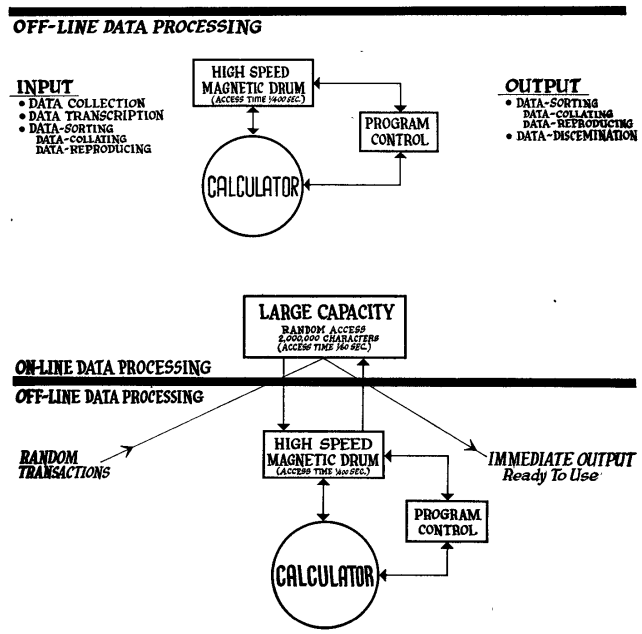 OFF-LINE DATA PROCESSING
INPUT
• DATA COLLECTION
• DATA TRANSCRIPTION
• DATA-SORTING
DATA-COLLATING
DATA-REPRODUCING
HIGH SPEED
MAGNETIC DRUM
(ACCESS TIME 1/400 SEC.)
PROGRAM
CONTROL
CALCULATOR
OUTPUT
• DATA-SORTING
DATA-COLLATING
DATA-REPRODUCING
• DATA-DISCEMINATION
LARGE CAPACITY
RANDOM ACCESS
2,000,000 CHARACTERS
(ACCESS TIME 1/60 SEC.)
ON-LINE DATA PROCESSING
OFF-LINE DATA PROCESSING
RANDOM
TRANSACTIONS
HIGH SPEED
MAGNETIC DRUM
(ACCESS TIME 1/400 SEC.)
IMMEDIATE OUTPUT
Ready To Use
PROGRAM
CONTROL
CALCULATOR